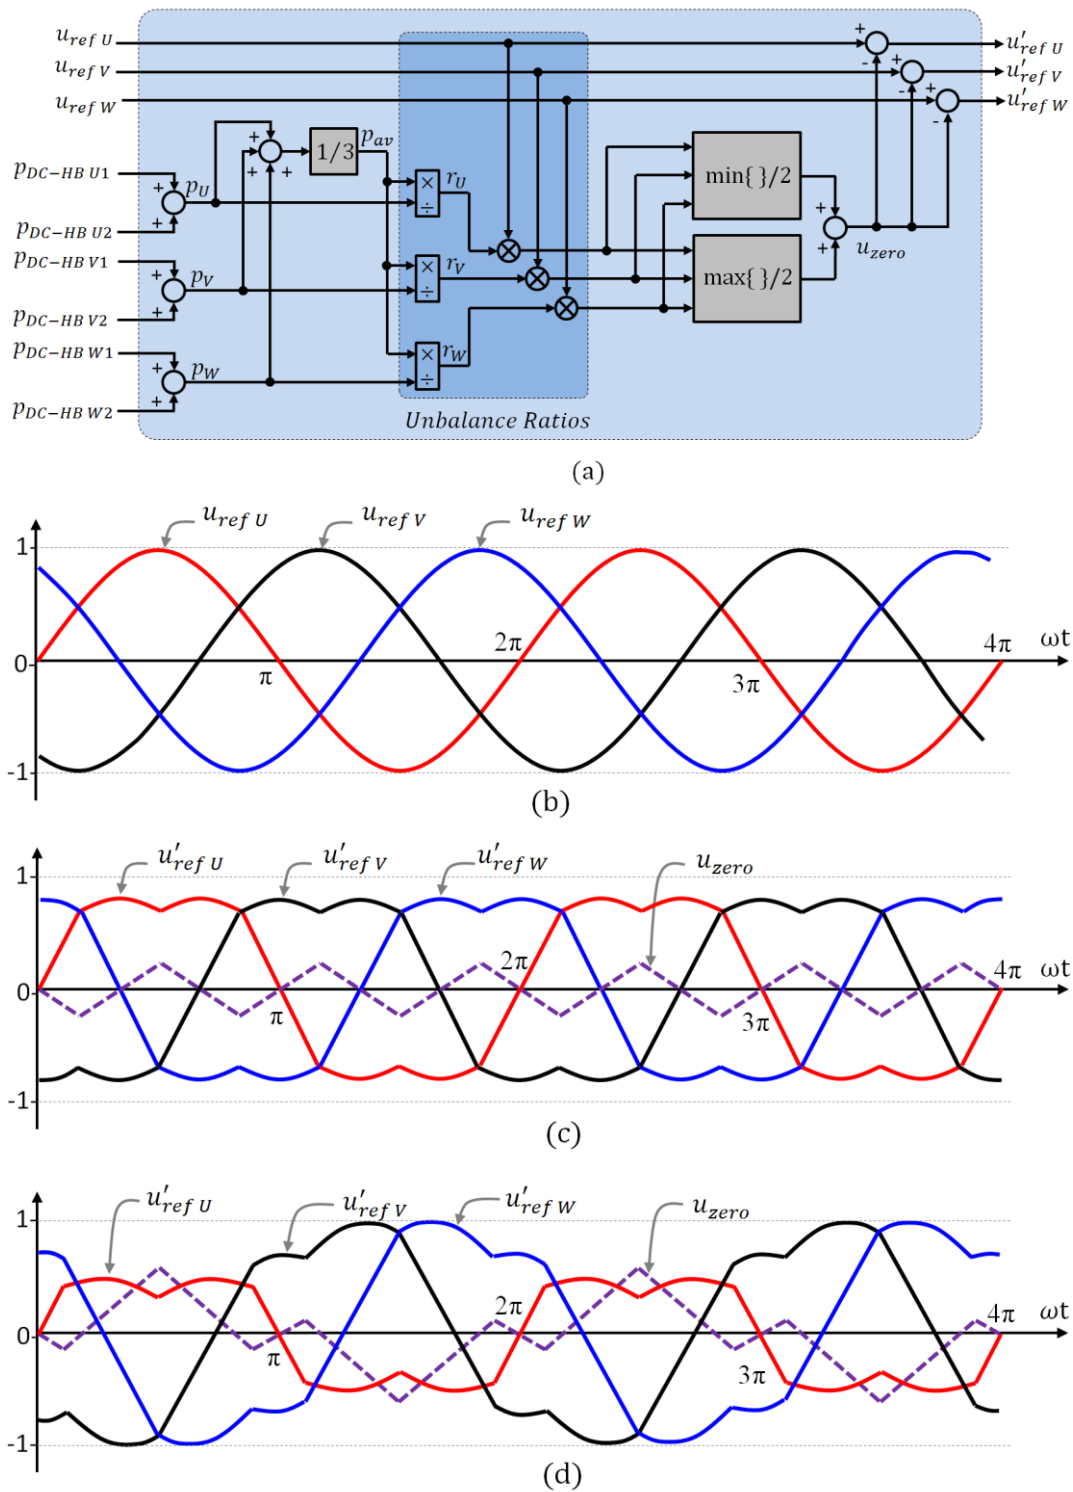 u_ref U
u'_ref U
u_ref V
u'_ref V
u_ref W
u'_ref W
+
-
+
-
+
-
p_DC−HB U1
p_DC−HB U2
p_DC−HB V1
p_DC−HB V2
p_DC−HB W1
p_DC−HB W2
+
+
+
+
+
+
p_U
p_V
p_W
+
+
+
1/3
p_av
×
÷
r_U
×
÷
r_V
×
÷
r_W
min{ }/2
max{ }/2
+
+
u_zero
Unbalance Ratios
(a)
u_ref U
u_ref V
u_ref W
1
0
-1
π
2π
3π
4π
ωt
(b)
u'_ref U
u'_ref V
u'_ref W
u_zero
1
0
-1
π
2π
3π
4π
ωt
(c)
u'_ref U
u'_ref V
u'_ref W
u_zero
1
0
-1
π
2π
3π
4π
ωt
(d)